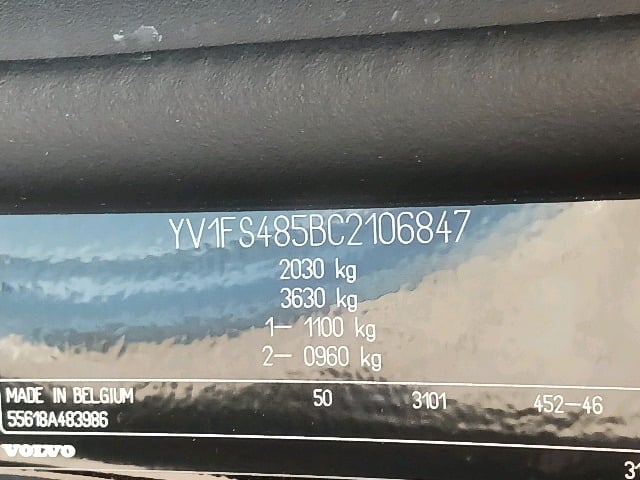 YV1FS485BC2106847
2030 kg
3630 kg
1- 1100 kg
2- 0960 kg
MADE IN BELGIUM 50 3101 452-46
55618A483986
VOLVO